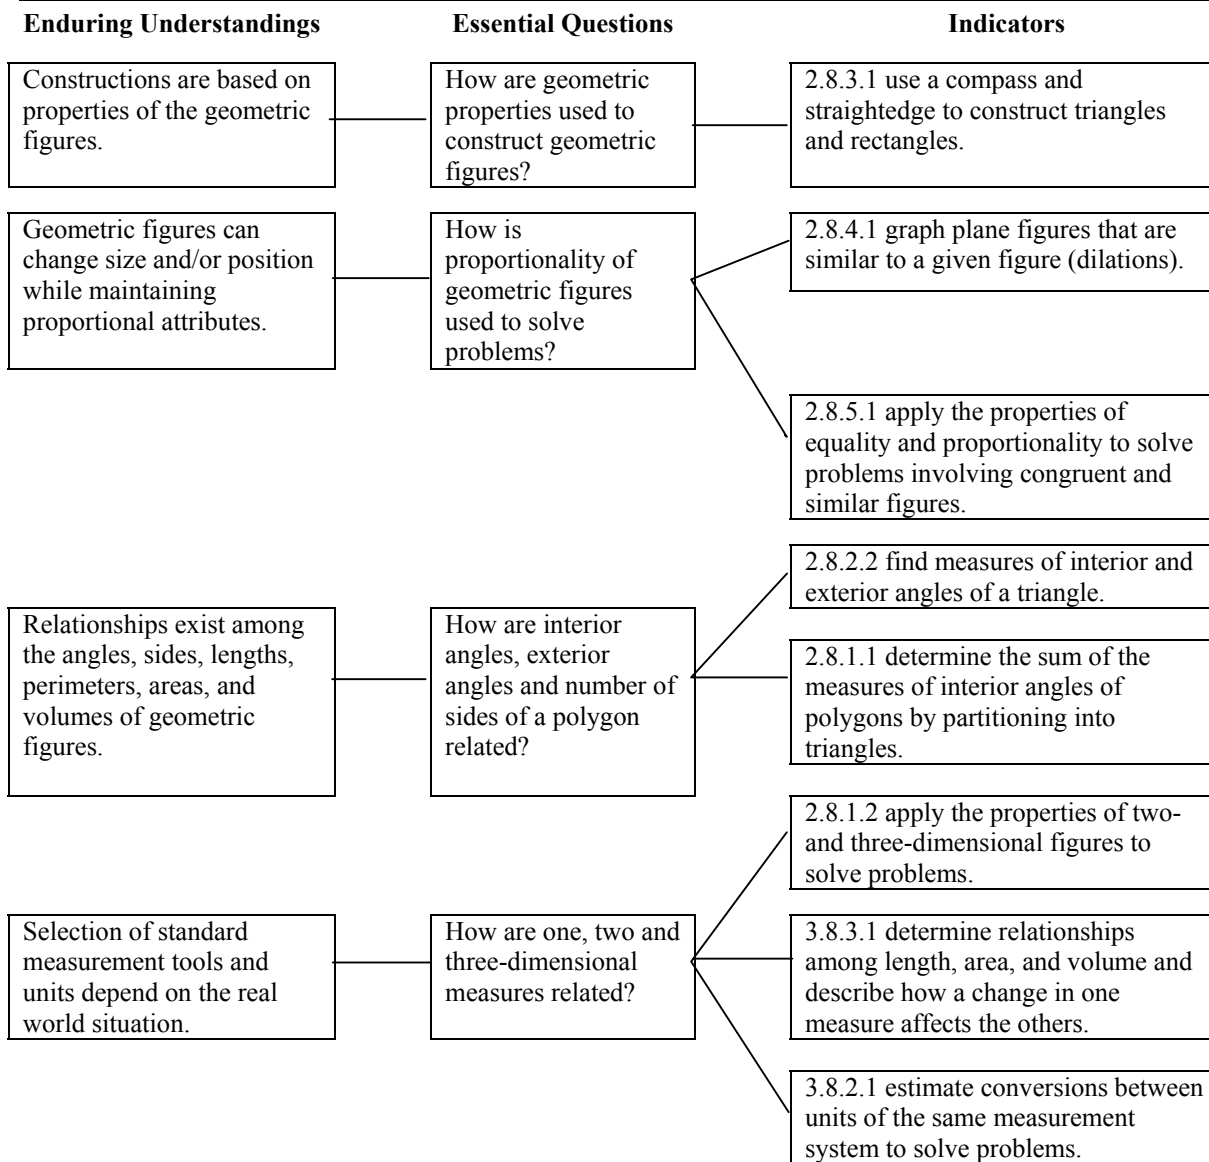 Enduring Understandings
Essential Questions
Indicators
Constructions are based on
properties of the geometric
figures.
How are geometric
properties used to
construct geometric
figures?
2.8.3.1 use a compass and
straightedge to construct triangles
and rectangles.
Geometric figures can
change size and/or position
while maintaining
proportional attributes.
How is
proportionality of
geometric figures
used to solve
problems?
2.8.4.1 graph plane figures that are
similar to a given figure (dilations).
2.8.5.1 apply the properties of
equality and proportionality to solve
problems involving congruent and
similar figures.
Relationships exist among
the angles, sides, lengths,
perimeters, areas, and
volumes of geometric
figures.
How are interior
angles, exterior
angles and number of
sides of a polygon
related?
2.8.2.2 find measures of interior and
exterior angles of a triangle.
2.8.1.1 determine the sum of the
measures of interior angles of
polygons by partitioning into
triangles.
2.8.1.2 apply the properties of two-
and three-dimensional figures to
solve problems.
Selection of standard
measurement tools and
units depend on the real
world situation.
How are one, two and
three-dimensional
measures related?
3.8.3.1 determine relationships
among length, area, and volume and
describe how a change in one
measure affects the others.
3.8.2.1 estimate conversions between
units of the same measurement
system to solve problems.